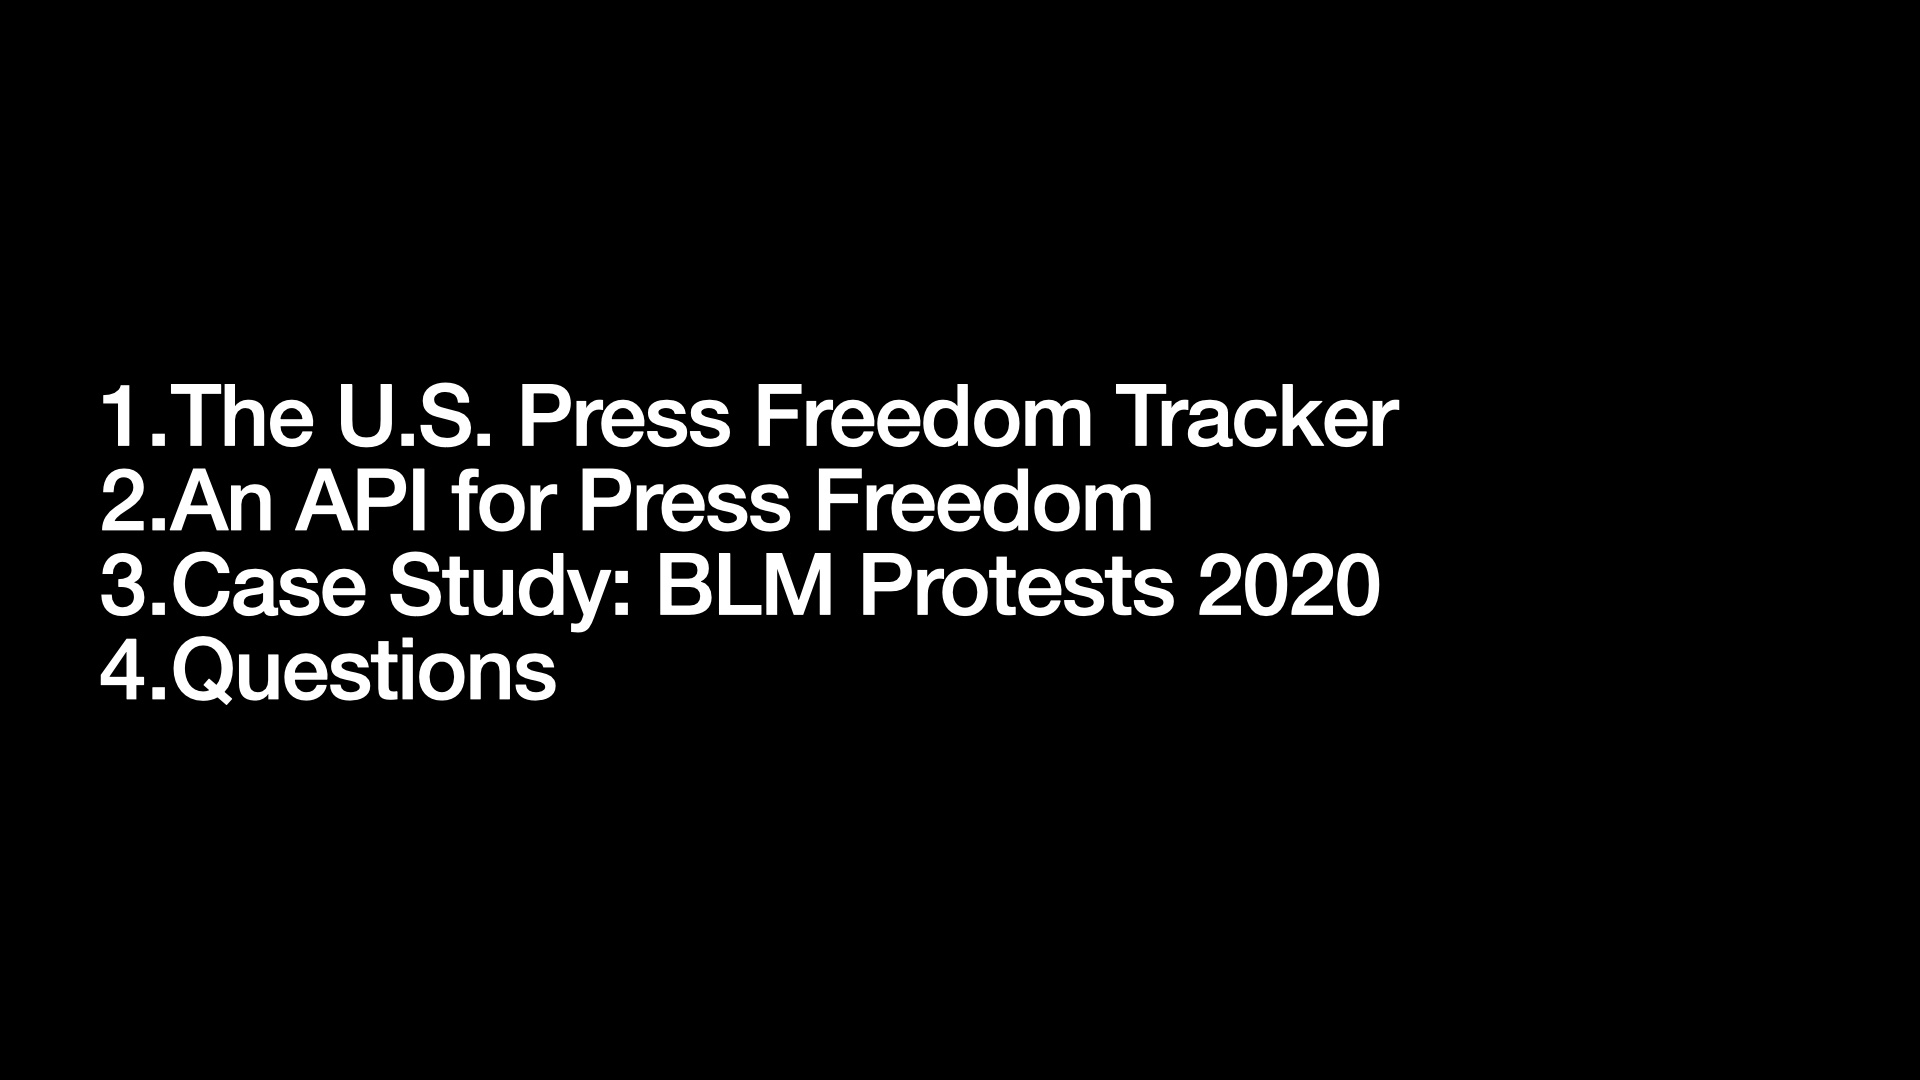 1.The U.S. Press Freedom Tracker
2.An API for Press Freedom
3.Case Study: BLM Protests 2020
4.Questions